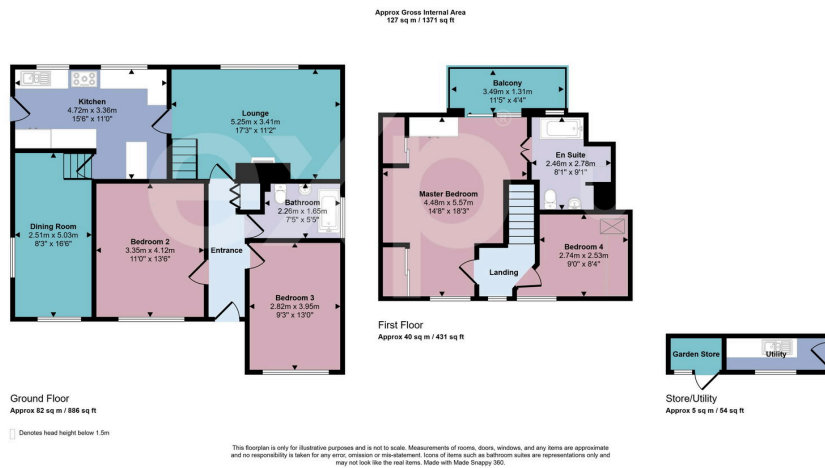 Approx Gross Internal Area
127 sq m / 1371 sq ft
Kitchen
4.72m x 3.36m
15'6" x 11'0"
Lounge
5.25m x 3.41m
17'3" x 11'2"
Dining Room
2.51m x 5.03m
8'3" x 16'6"
Bedroom 2
3.35m x 4.12m
11'0" x 13'6"
Entrance
Bathroom
2.26m x 1.65m
7'5" x 5'5"
Bedroom 3
2.82m x 3.95m
9'3" x 13'0"
Ground Floor
Approx 82 sq m / 886 sq ft
Denotes head height below 1.5m
Balcony
3.49m x 1.31m
11'5" x 4'4"
Master Bedroom
4.48m x 5.57m
14'8" x 18'3"
En Suite
2.46m x 2.78m
8'1" x 9'1"
Landing
Bedroom 4
2.74m x 2.53m
9'0" x 8'4"
First Floor
Approx 40 sq m / 431 sq ft
Garden Store
Utility
Store/Utility
Approx 5 sq m / 54 sq ft
exp
This floorplan is only for illustrative purposes and is not to scale. Measurements of rooms, doors, windows, and any items are approximate
and no responsibility is taken for any error, omission or mis-statement. Icons of items such as bathroom suites are representations only and
may not look like the real items. Made with Made Snappy 360.